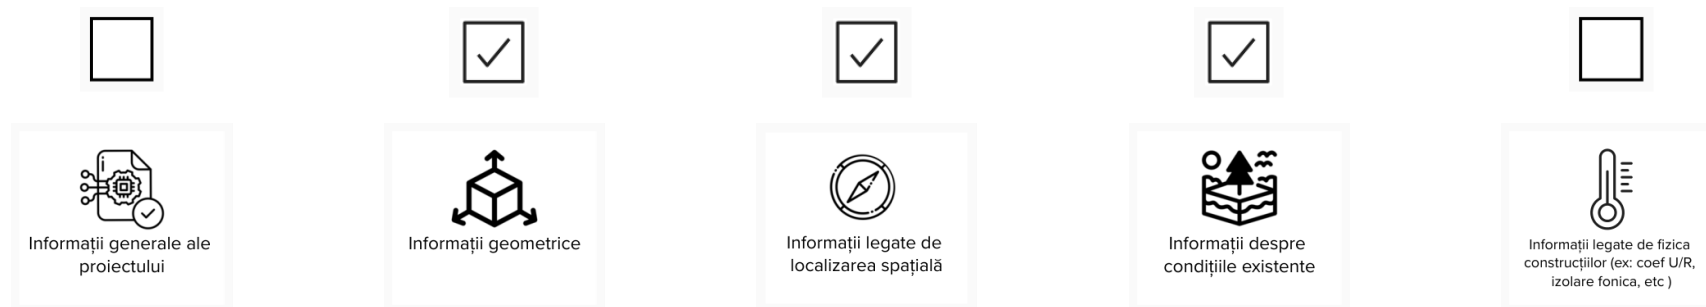 Informații generale ale
proiectului
Informații geometrice
Informații legate de
localizarea spațială
Informații despre
condițiile existente
Informații legate de fizica
construcțiilor (ex: coef U/R,
izolare fonica, etc )